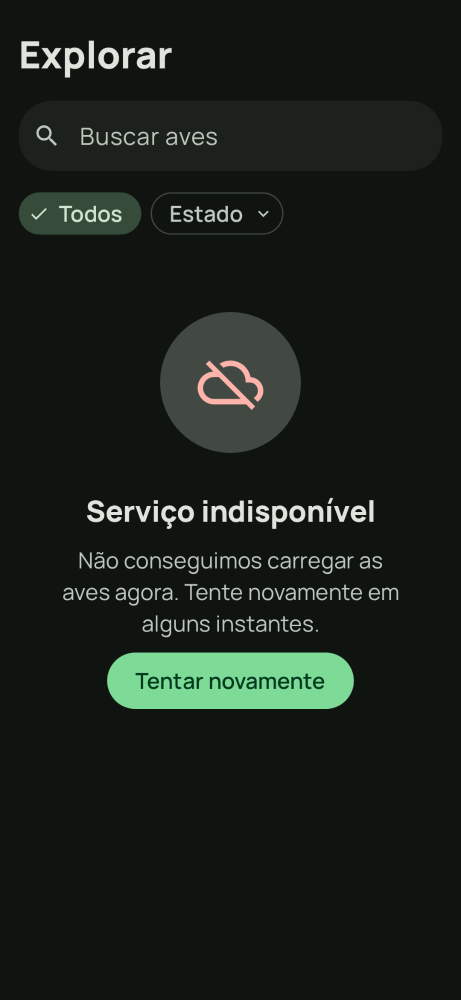 Explorar
Buscar aves
Todos
Estado
Serviço indisponível
Não conseguimos carregar as
aves agora. Tente novamente em
alguns instantes.
Tentar novamente